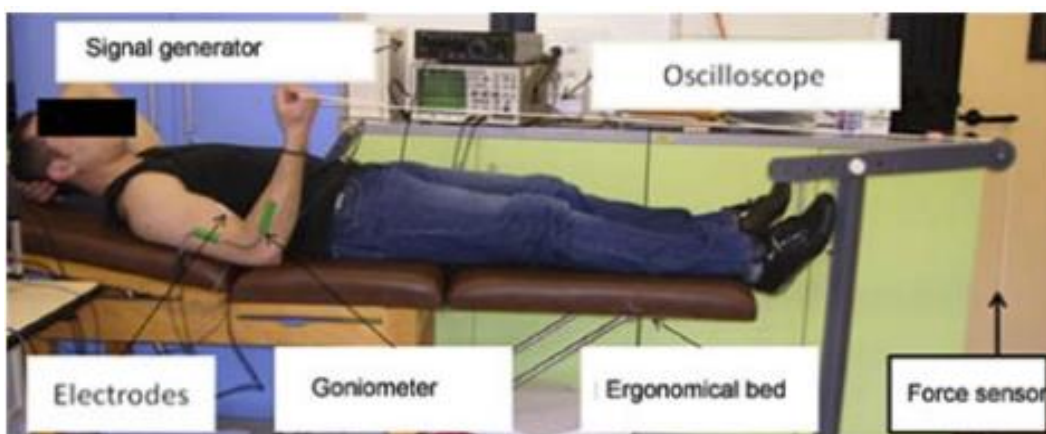 Signal generator
Oscilloscope
Electrodes
Goniometer
Ergonomical bed
Force sensor